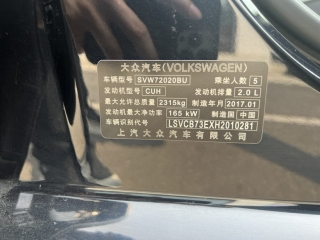 大众汽车(VOLKSWAGEN)
车辆型号 SVW72020BU 乘坐人数 5
发动机型号 CUH 发动机排量 2.0 L
最大允许总质量 2315kg 制造年月 2017.01
发动机最大净功率 165 kW 制造国 中国
车辆识别代号 LSVCB73EXH2010281
上汽大众汽车有限公司